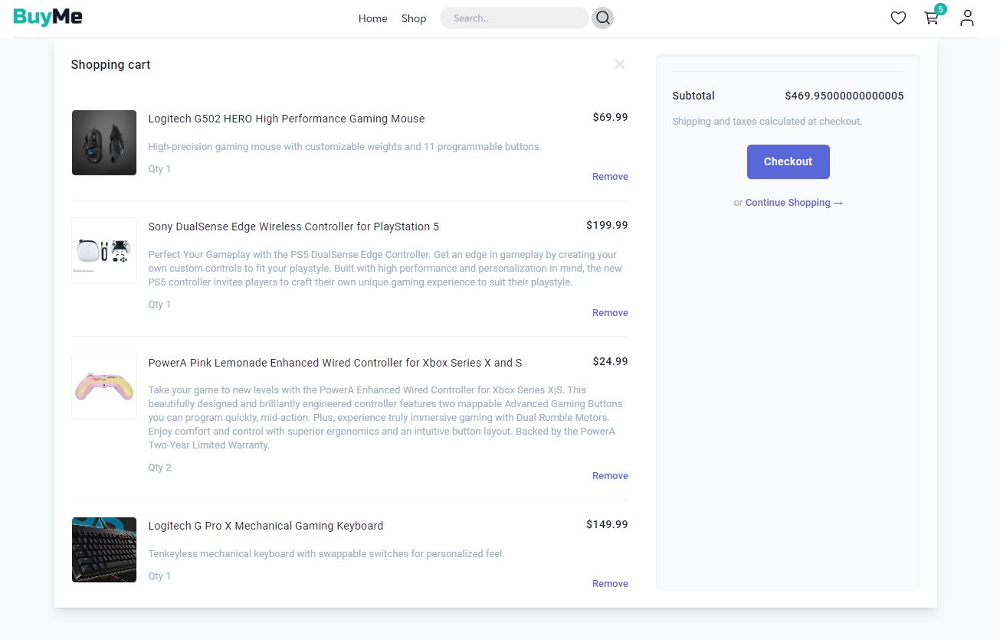 BuyMe
Home
Shop
Search..
5
Shopping cart
Logitech G502 HERO High Performance Gaming Mouse
$69.99
High-precision gaming mouse with customizable weights and 11 programmable buttons.
Qty 1
Remove
Sony DualSense Edge Wireless Controller for PlayStation 5
$199.99
Perfect Your Gameplay with the PS5 DualSense Edge Controller. Get an edge in gameplay by creating your
own custom controls to fit your playstyle. Built with high performance and personalization in mind, the new
PS5 controller invites players to craft their own unique gaming experience to suit their playstyle.
Qty 1
Remove
PowerA Pink Lemonade Enhanced Wired Controller for Xbox Series X and S
$24.99
Take your game to new levels with the PowerA Enhanced Wired Controller for Xbox Series X|S. This
beautifully designed and brilliantly engineered controller features two mappable Advanced Gaming Buttons
you can program quickly, mid-action. Plus, experience truly immersive gaming with Dual Rumble Motors.
Enjoy comfort and control with superior ergonomics and an intuitive button layout. Backed by the PowerA
Two-Year Limited Warranty.
Qty 2
Remove
Logitech G Pro X Mechanical Gaming Keyboard
$149.99
Tenkeyless mechanical keyboard with swappable switches for personalized feel.
Qty 1
Remove
Subtotal
$469.95000000000005
Shipping and taxes calculated at checkout.
Checkout
or Continue Shopping →